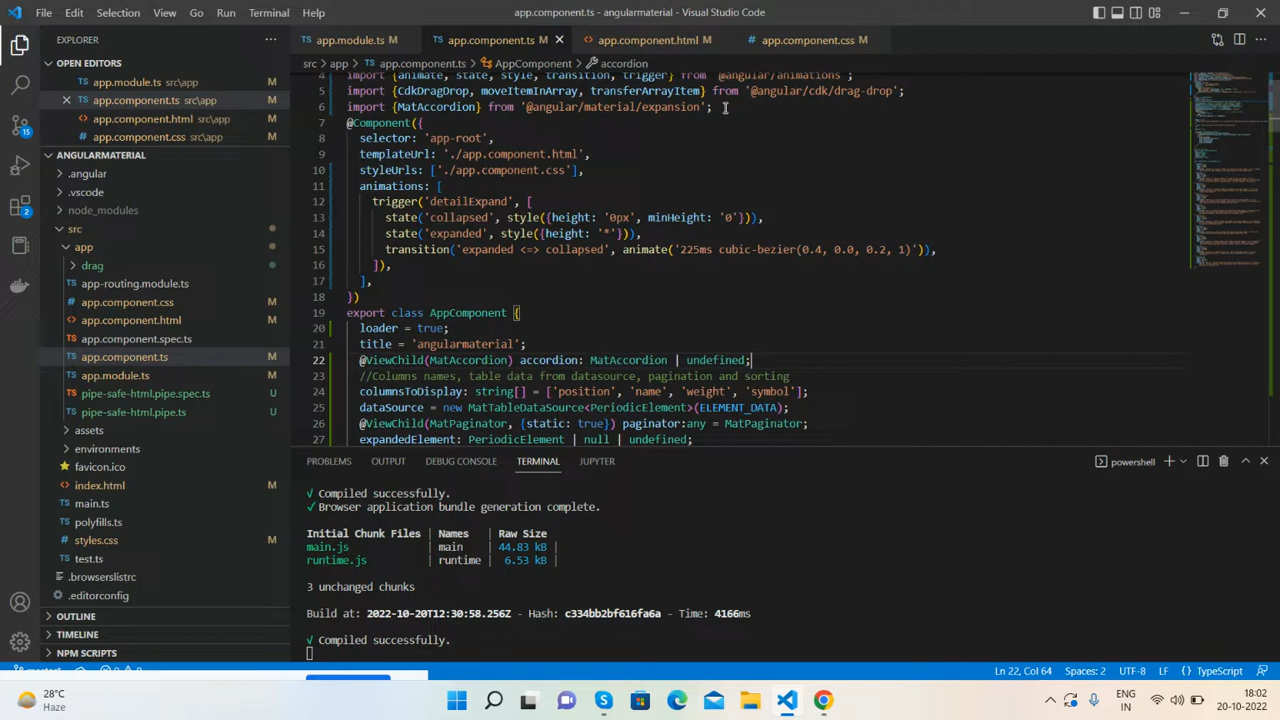 File Edit Selection View Go Run Terminal Help
app.component.ts - angularmaterial - Visual Studio Code
EXPLORER
OPEN EDITORS
TS app.module.ts src\app M
TS app.component.ts src\app M
<> app.component.html src\app M
# app.component.css src\app M
ANGULARMATERIAL
.angular
.vscode
node_modules
src
app
drag
TS app-routing.module.ts
# app.component.css M
<> app.component.html M
TS app.component.spec.ts
TS app.component.ts M
TS app.module.ts M
TS pipe-safe-html.pipe.spec.ts U
TS pipe-safe-html.pipe.ts U
assets
environments
favicon.ico
<> index.html M
TS main.ts
TS polyfills.ts
# styles.css M
TS test.ts
.browserslistrc
.editorconfig
OUTLINE
TIMELINE
NPM SCRIPTS
TS app.module.ts M
TS app.component.ts M
<> app.component.html M
# app.component.css M
src > app > TS app.component.ts > AppComponent > accordion
4 import {animate, state, style, transition, trigger} from '@angular/animations';
5 import {CdkDragDrop, moveItemInArray, transferArrayItem} from '@angular/cdk/drag-drop';
6 import {MatAccordion} from '@angular/material/expansion';
7 @Component({
8 selector: 'app-root',
9 templateUrl: './app.component.html',
10 styleUrls: ['./app.component.css'],
11 animations: [
12 trigger('detailExpand', [
13 state('collapsed', style({height: '0px', minHeight: '0'})),
14 state('expanded', style({height: '*'})),
15 transition('expanded <=> collapsed', animate('225ms cubic-bezier(0.4, 0.0, 0.2, 1)')),
16 ]),
17 ],
18 })
19 export class AppComponent {
20 loader = true;
21 title = 'angularmaterial';
22 @ViewChild(MatAccordion) accordion: MatAccordion | undefined;
23 //Columns names, table data from datasource, pagination and sorting
24 columnsToDisplay: string[] = ['position', 'name', 'weight', 'symbol'];
25 dataSource = new MatTableDataSource<PeriodicElement>(ELEMENT_DATA);
26 @ViewChild(MatPaginator, {static: true}) paginator:any = MatPaginator;
27 expandedElement: PeriodicElement | null | undefined;
PROBLEMS OUTPUT DEBUG CONSOLE TERMINAL JUPYTER
powershell
√ Compiled successfully.
√ Browser application bundle generation complete.
Initial Chunk Files | Names | Raw Size
main.js | main | 44.83 kB |
runtime.js | runtime | 6.53 kB |
3 unchanged chunks
Build at: 2022-10-20T12:30:58.256Z - Hash: c334bb2bf616fa6a - Time: 4166ms
√ Compiled successfully.
15
2
Ln 22, Col 64 Spaces: 2 UTF-8 LF {} TypeScript
28°C
Haze
ENG
IN
18:02
20-10-2022